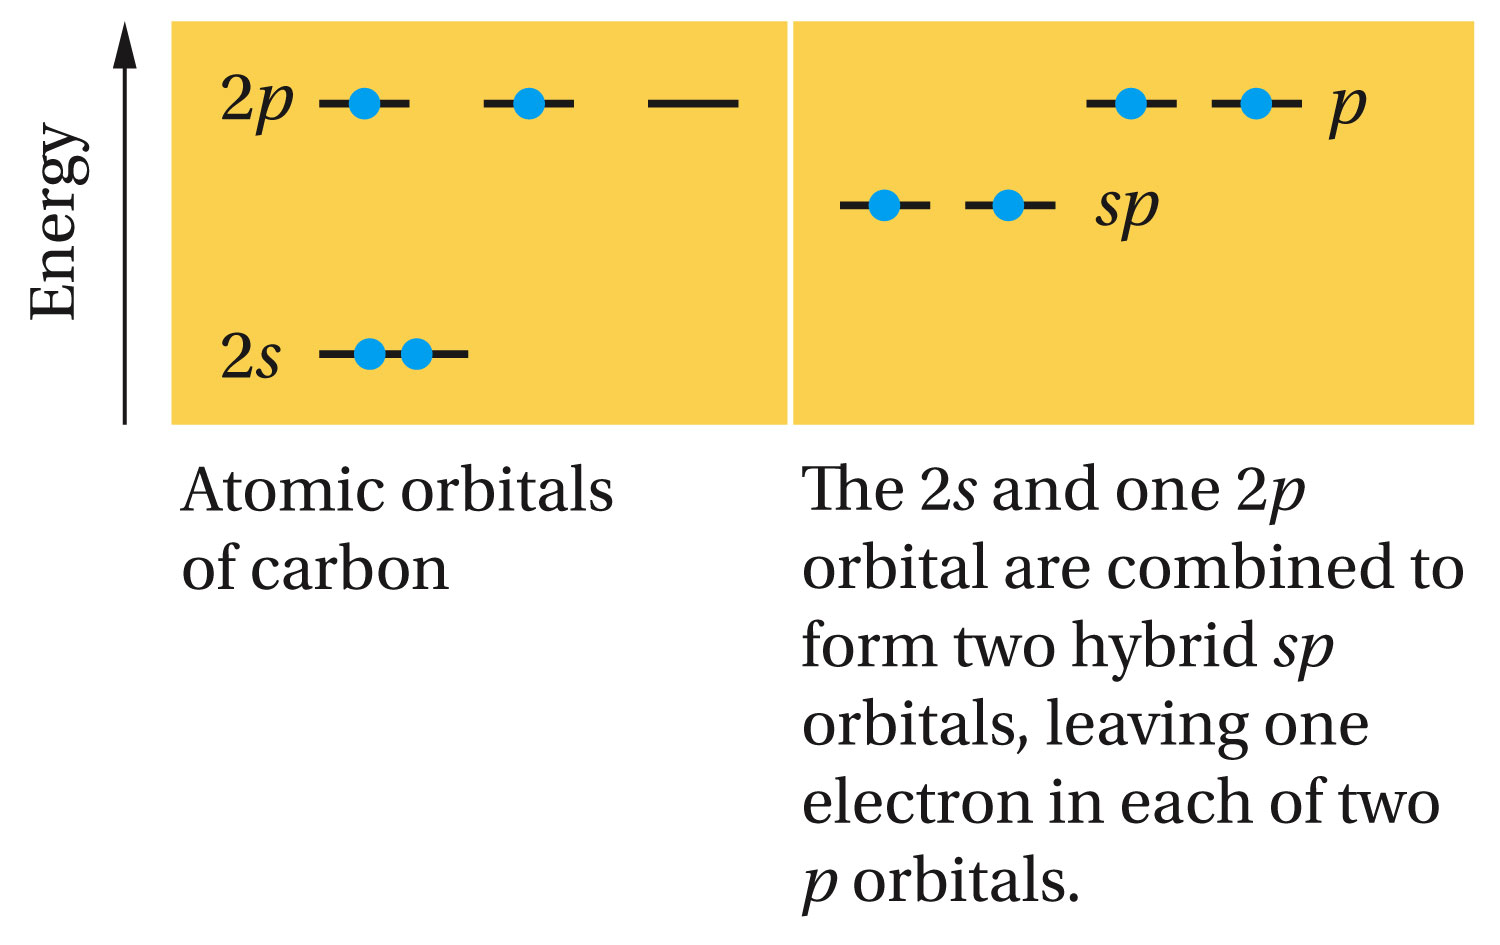 Energy
2p
2s
p
sp
Atomic orbitals
of carbon
The 2s and one 2p
orbital are combined to
form two hybrid sp
orbitals, leaving one
electron in each of two
p orbitals.